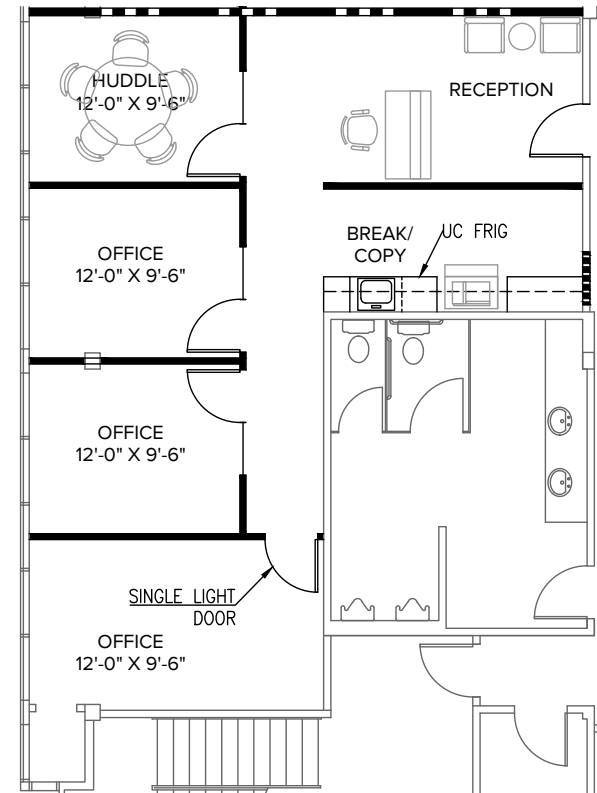 HUDDLE
12'-0" X 9'-6"
RECEPTION
BREAK/
COPY
UC FRIG
OFFICE
12'-0" X 9'-6"
OFFICE
12'-0" X 9'-6"
SINGLE LIGHT
DOOR
OFFICE
12'-0" X 9'-6"